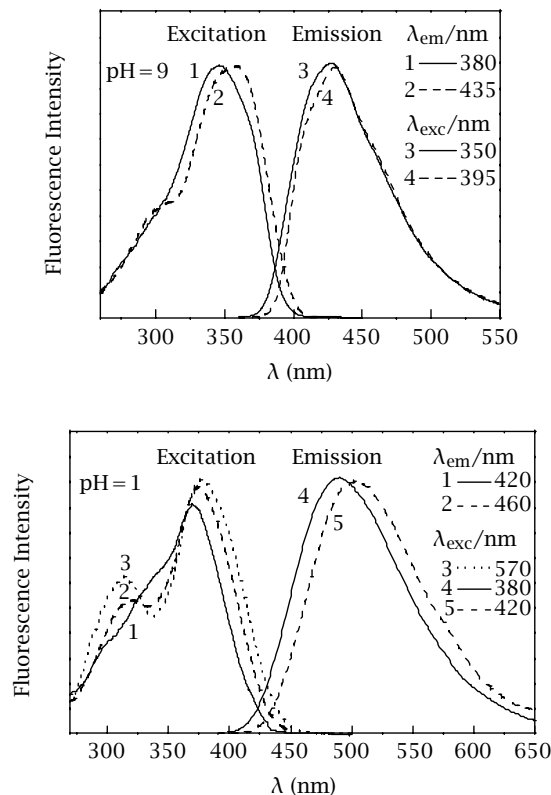 Excitation Emission
pH = 9
1
2
3
4
λem/nm
1 380
2 435
λexc/nm
3 350
4 395
Fluorescence Intensity
300 350 400 450 500 550
λ (nm)
Excitation Emission
pH = 1
3
2
1
4
5
λem/nm
1 420
2 460
λexc/nm
3 570
4 380
5 420
Fluorescence Intensity
300 350 400 450 500 550 600 650
λ (nm)